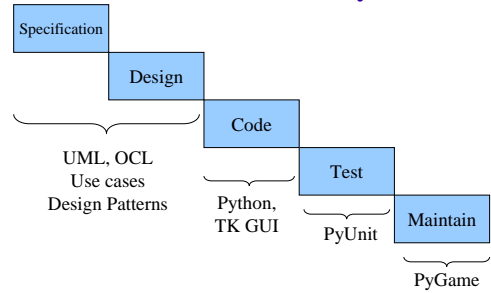 Specification
Design
Code
Test
Maintain
UML, OCL
Use cases
Design Patterns
Python,
TK GUI
PyUnit
PyGame